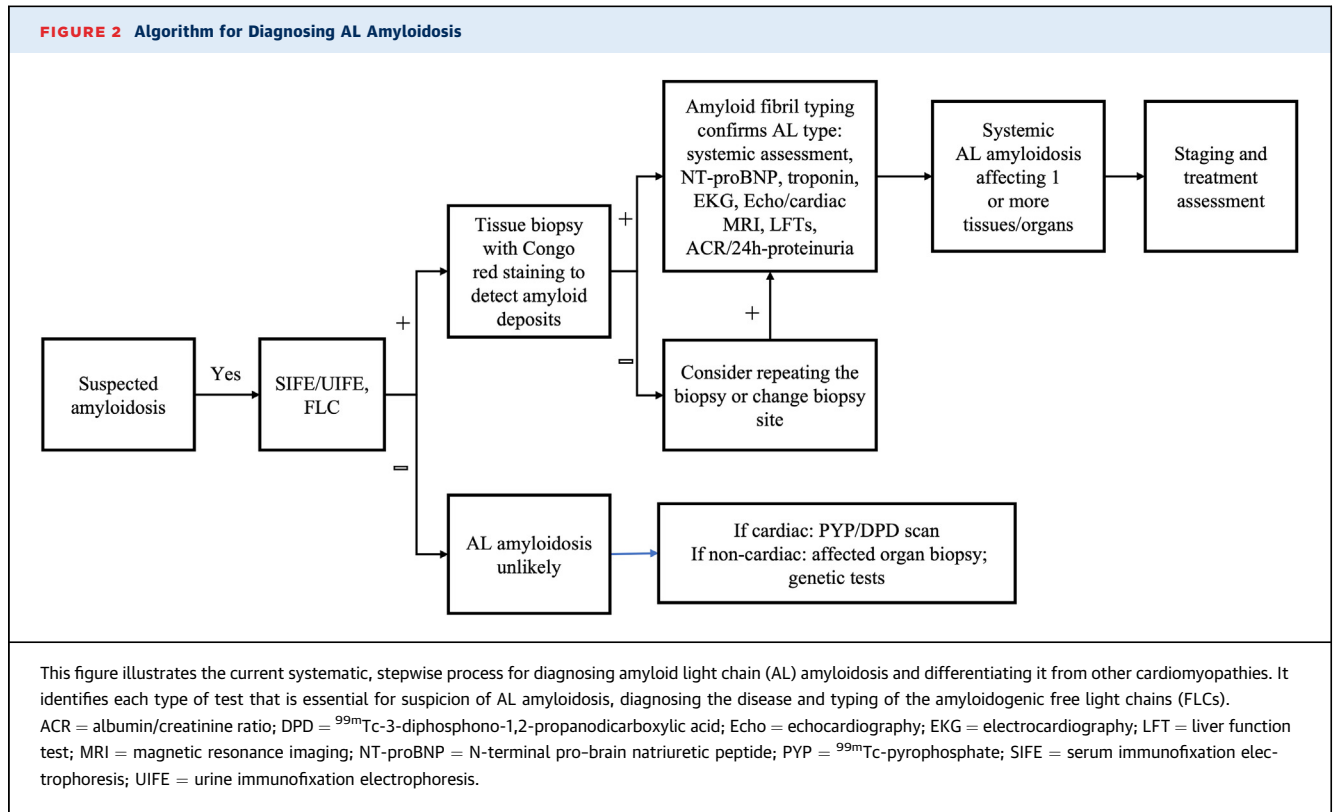 FIGURE 2 Algorithm for Diagnosing AL Amyloidosis
Suspected
amyloidosis
Yes
SIFE/UIFE,
FLC
+
−
Tissue biopsy
with Congo
red staining to
detect amyloid
deposits
+
−
Amyloid fibril typing
confirms AL type:
systemic assessment,
NT-proBNP, troponin,
EKG, Echo/cardiac
MRI, LFTs,
ACR/24h-proteinuria
+
Consider repeating the
biopsy or change biopsy
site
Systemic
AL amyloidosis
affecting 1
or more
tissues/organs
Staging and
treatment
assessment
AL amyloidosis
unlikely
If cardiac: PYP/DPD scan
If non-cardiac: affected organ biopsy;
genetic tests
This figure illustrates the current systematic, stepwise process for diagnosing amyloid light chain (AL) amyloidosis and differentiating it from other cardiomyopathies. It
identifies each type of test that is essential for suspicion of AL amyloidosis, diagnosing the disease and typing of the amyloidogenic free light chains (FLCs).
ACR = albumin/creatinine ratio; DPD = ⁹⁹ᵐTc-3-diphosphono-1,2-propanodicarboxylic acid; Echo = echocardiography; EKG = electrocardiography; LFT = liver function
test; MRI = magnetic resonance imaging; NT-proBNP = N-terminal pro-brain natriuretic peptide; PYP = ⁹⁹ᵐTc-pyrophosphate; SIFE = serum immunofixation elec-
trophoresis; UIFE = urine immunofixation electrophoresis.